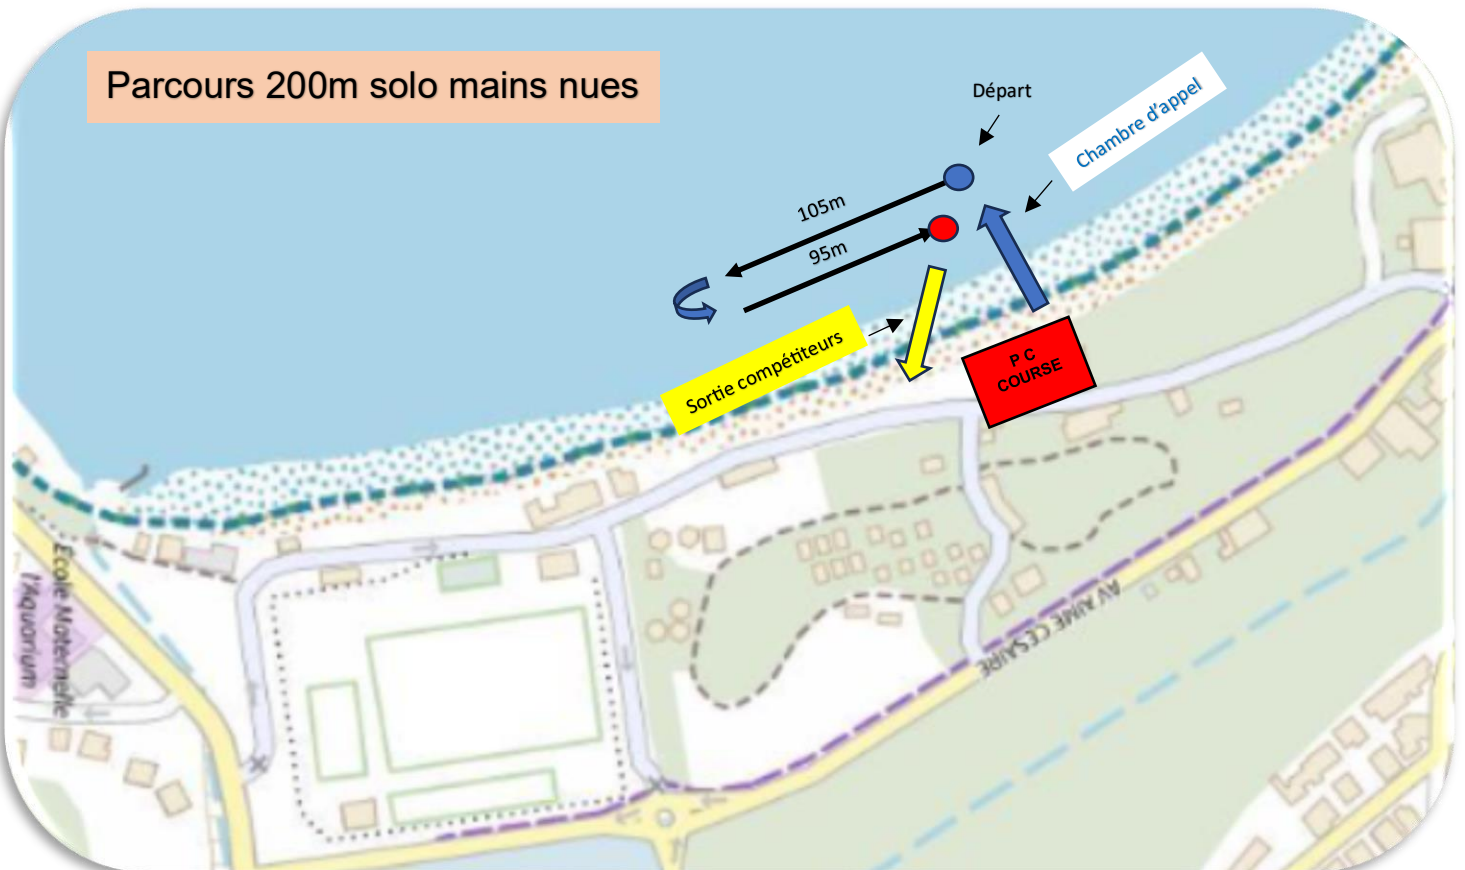 Parcours 200m solo mains nues
Départ
Chambre d'appel
105m
95m
Sortie compétiteurs
P C
COURSE
École Maternelle
l'Aquarium
AV AIMÉ CÉSAIRE